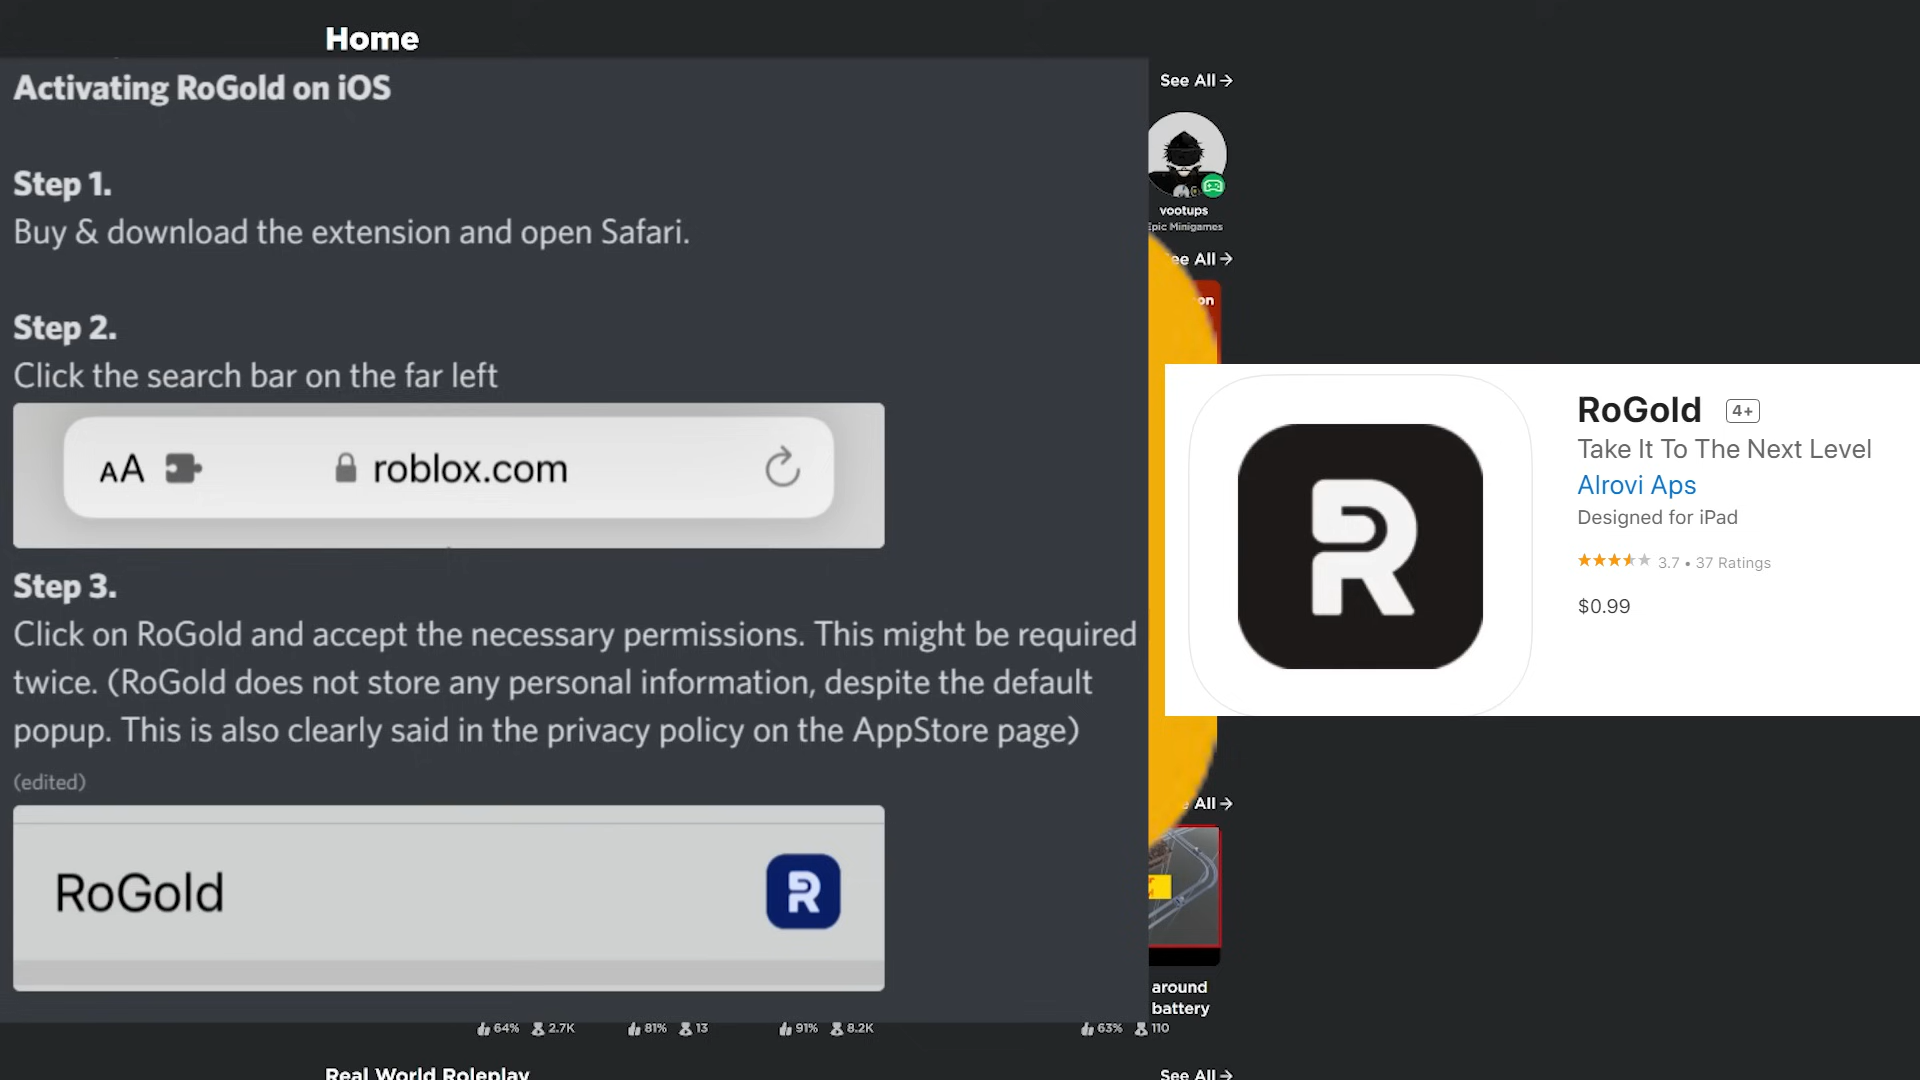 Home
Activating RoGold on iOS
Step 1.
Buy & download the extension and open Safari.
Step 2.
Click the search bar on the far left
AA roblox.com
Step 3.
Click on RoGold and accept the necessary permissions. This might be required
twice. (RoGold does not store any personal information, despite the default
popup. This is also clearly said in the privacy policy on the AppStore page)
(edited)
RoGold
See All →
vootups
Epic Minigames
See All →
on
RoGold 4+
Take It To The Next Level
Alrovi Aps
Designed for iPad
3.7 • 37 Ratings
$0.99
All →
around
battery
64% 2.7K 81% 13 91% 8.2K 63% 110
Real World Roleplay
See All →